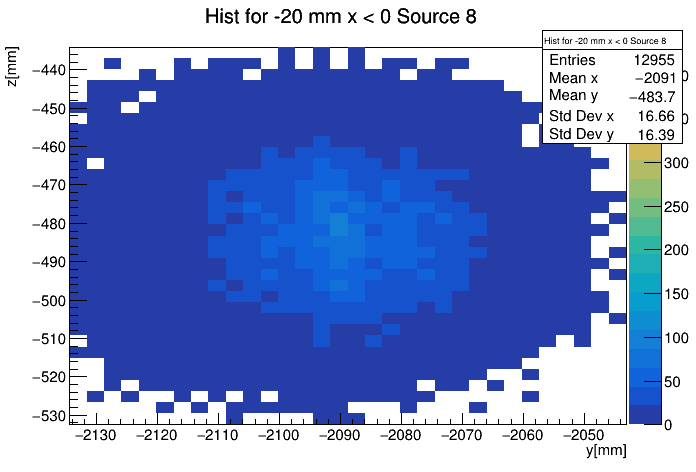 Hist for -20 mm x < 0 Source 8
Hist for -20 mm x < 0 Source 8
Entries 12955
Mean x −2091
Mean y −483.7
Std Dev x 16.66
Std Dev y 16.39
z[mm]
−440
−450
−460
−470
−480
−490
−500
−510
−520
−530
−2130 −2120 −2110 −2100 −2090 −2080 −2070 −2060 −2050
y[mm]
300
250
200
150
100
50
0